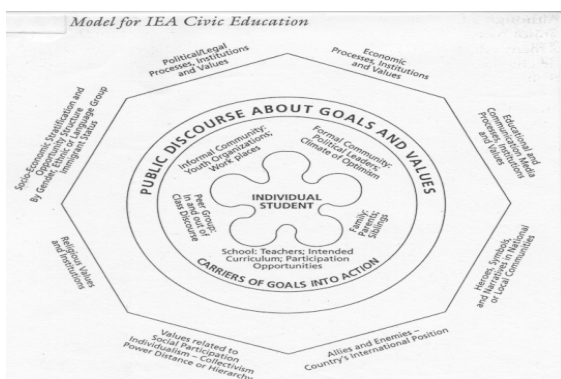 Model for IEA Civic Education
Political/Legal
Processes, Institutions
and Values
Economic
Processes, Institutions
and Values
Socio-Economic Stratification and
Opportunity Structure
By Gender, Ethnic or Language Group
Immigrant Status
Educational and
Communication Media
Processes, Institutions
and Values
PUBLIC DISCOURSE ABOUT GOALS AND VALUES
Informal Community:
Youth Organizations;
Work places
Formal Community:
Political Leaders;
Climate of Optimism
INDIVIDUAL
STUDENT
Peer Group:
In and out of
Class Discourse
Family:
Parents;
Siblings
School: Teachers; Intended
Curriculum; Participation
Opportunities
CARRIERS OF GOALS INTO ACTION
Religious Values
and Institutions
Heroes, Symbols,
and Narratives in National
or Local Communities
Values related to
Social Participation
Individualism – Collectivism
Power Distance or Hierarchy
Allies and Enemies –
Country's International Position